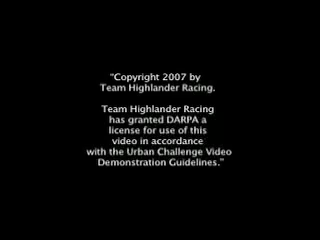 "Copyright 2007 by
Team Highlander Racing.
Team Highlander Racing
has granted DARPA a
license for use of this
video in accordance
with the Urban Challenge Video
Demonstration Guidelines."